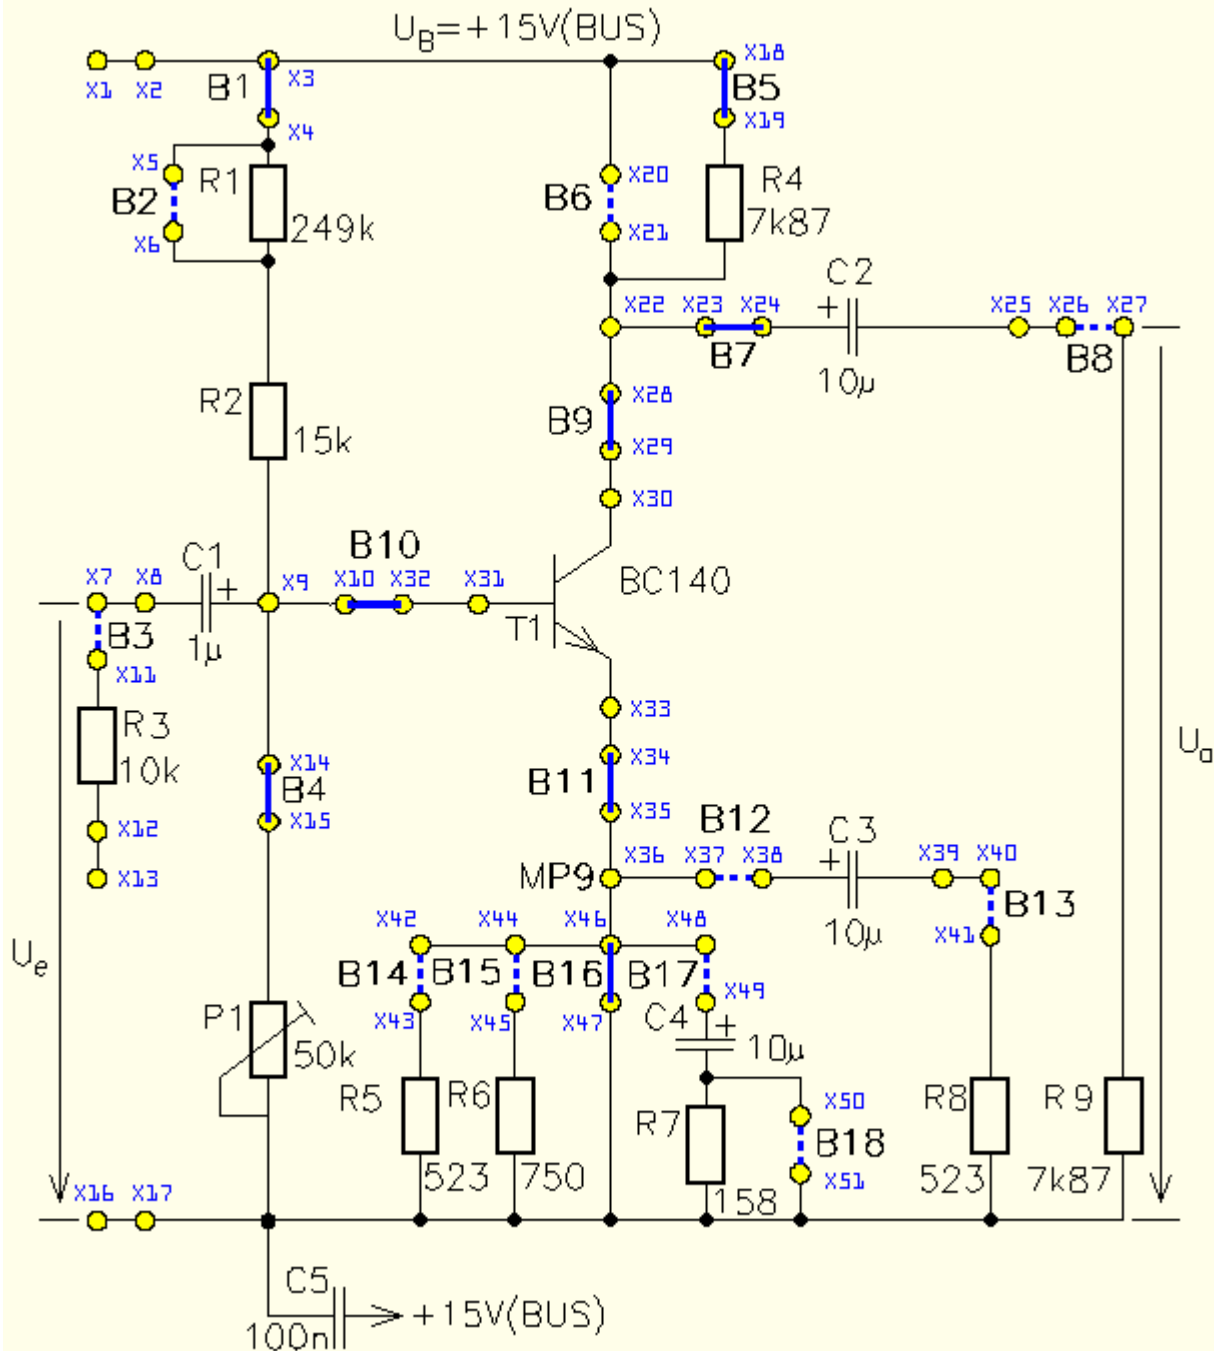 U_B=+15V(BUS)
X1 X2 B1 X3 X18 B5
X4 X19
X5 R1 X20 R4
B2 B6
X6 249k X21 7k87
C2
X22 X23 X24 + X25 X26 X27
B7 B8
10µ
R2 X28
B9
15k X29
X30
B10
C1
X7 X8 + X9 X10 X32 X31 BC140
B3 1µ T1
X11
R3 X33
10k X14 X34 U_a
B4 B11
X12 X15 X35
B12 C3
X13 MP9 X36 X37 X38 + X39 X40
B13
X42 X44 X46 X48 10µ X41
U_e B14 B15 B16 B17
X43 X45 X47 X49
P1 C4 +
50k 10µ
R5 R6 R7 X50 R8 R9
B18
523 750 X51 523 7k87
X16 X17 158
C5
100n +15V(BUS)